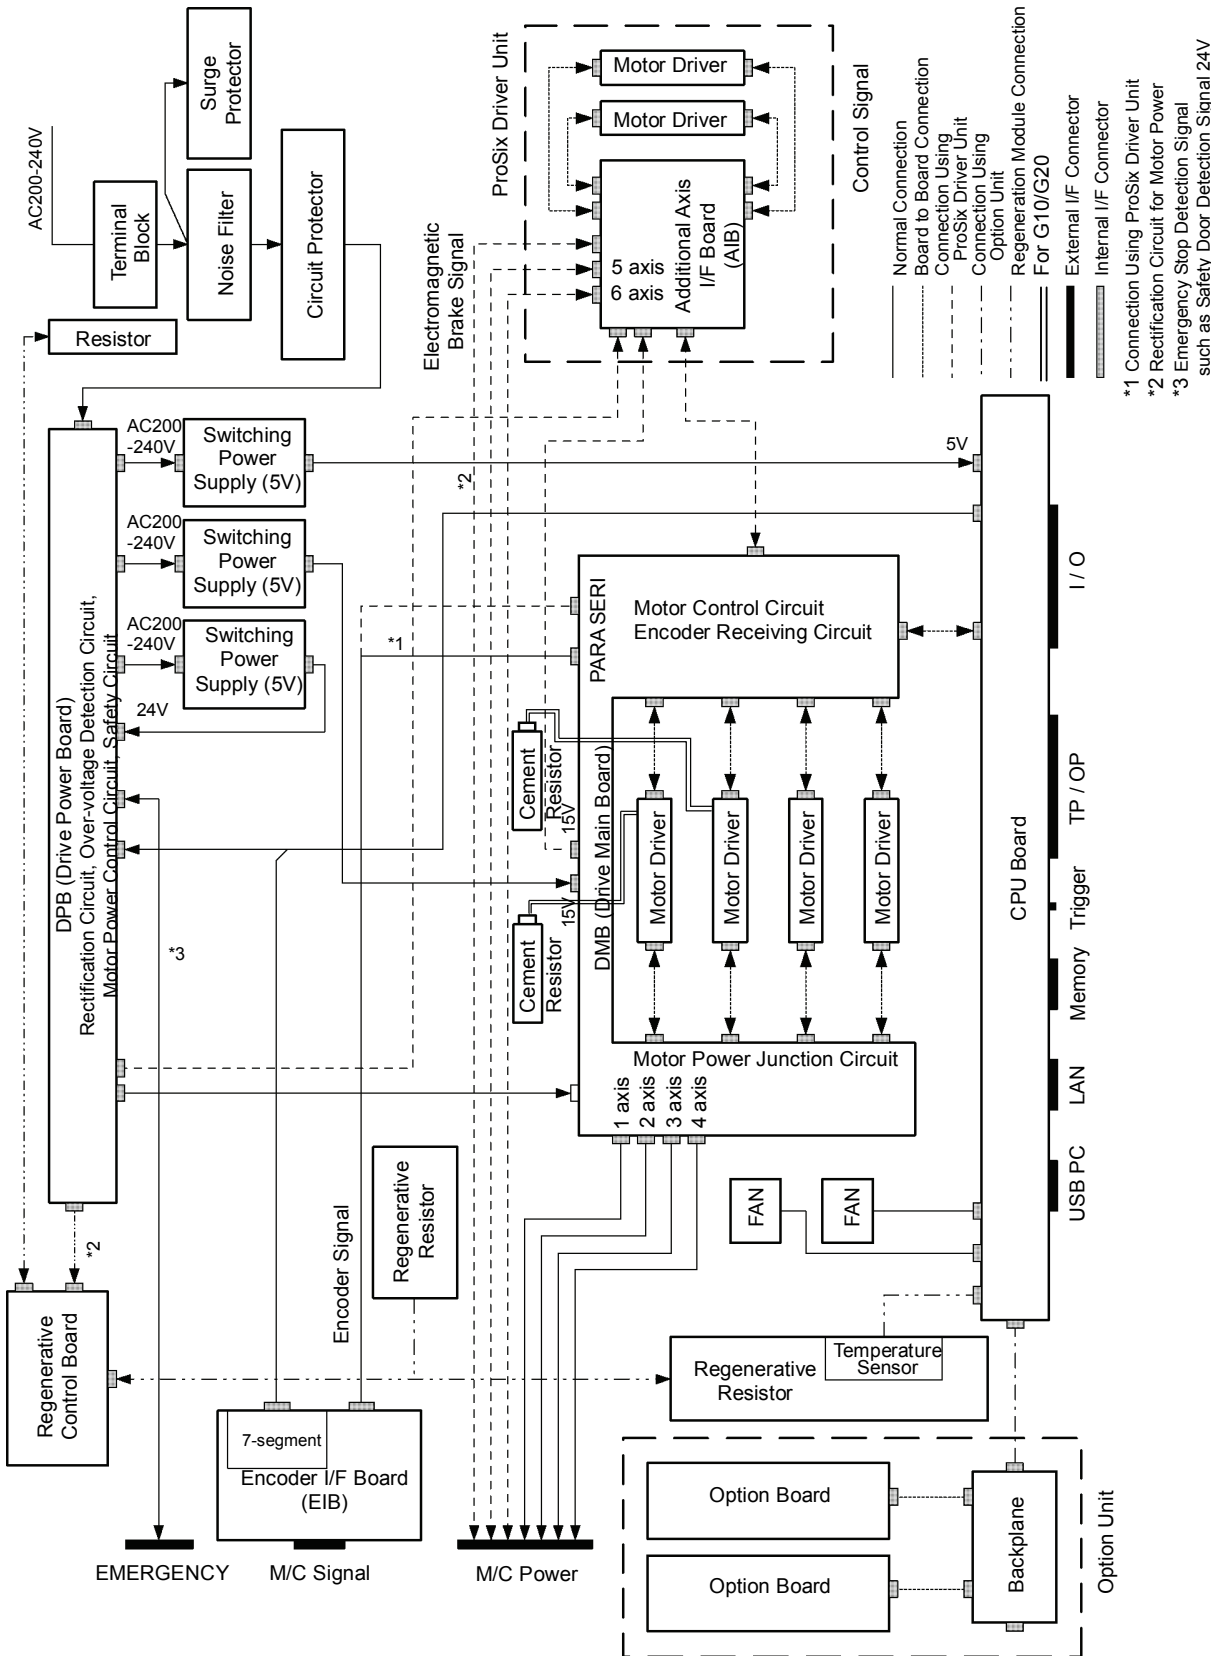 AC200-240V
Terminal
Block
Surge
Protector
Noise Filter
Circuit Protector
Resistor
ProSix Driver Unit
Motor Driver
Motor Driver
5 axis
6 axis
Additional Axis
I/F Board
(AIB)
Electromagnetic
Brake Signal
Control Signal
Normal Connection
Board to Board Connection
Connection Using
ProSix Driver Unit
Connection Using
Option Unit
Regeneration Module Connection
For G10/G20
External I/F Connector
Internal I/F Connector
*1 Connection Using ProSix Driver Unit
*2 Rectification Circuit for Motor Power
*3 Emergency Stop Detection Signal
such as Safety Door Detection Signal 24V
DPB (Drive Power Board)
Rectification Circuit, Over-voltage Detection Circuit,
Motor Power Control Circuit, Safety Circuit
AC200
-240V
Switching
Power
Supply (5V)
AC200
-240V
Switching
Power
Supply (5V)
AC200
-240V
Switching
Power
Supply (5V)
24V
*2
5V
*1
*3
PARA SERI
Motor Control Circuit
Encoder Receiving Circuit
Cement
Resistor
15V
Cement
Resistor
15V
DMB (Drive Main Board)
Motor Driver
Motor Driver
Motor Driver
Motor Driver
Motor Power Junction Circuit
1 axis
2 axis
3 axis
4 axis
CPU Board
I / O
TP / OP
Trigger
Memory
LAN
USB PC
FAN
FAN
Regenerative
Resistor
Encoder Signal
*2
Regenerative
Control Board
Regenerative
Resistor
Temperature
Sensor
7-segment
Encoder I/F Board
(EIB)
EMERGENCY
M/C Signal
M/C Power
Option Board
Option Board
Backplane
Option Unit